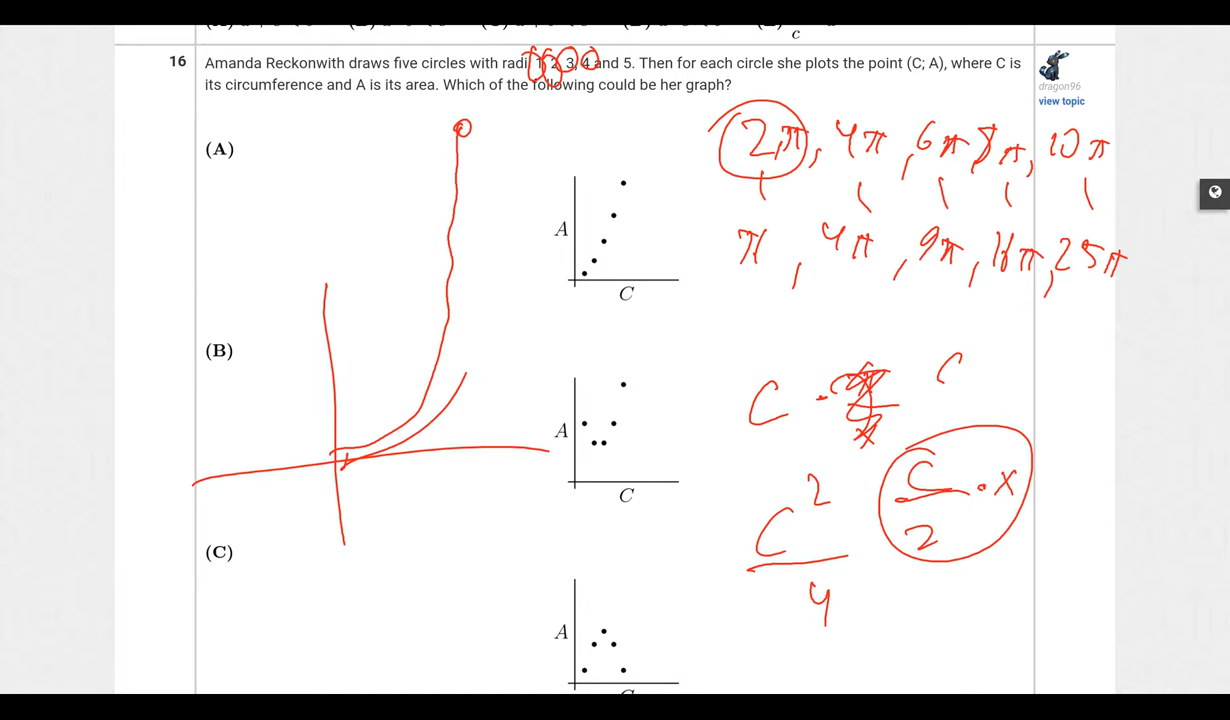 c
16 Amanda Reckonwith draws five circles with radii 1, 2, 3, 4 and 5. Then for each circle she plots the point (C; A), where C is
its circumference and A is its area. Which of the following could be her graph?
dragon96
view topic
(A)
A
C
2π, 4π, 6π, 8π, 10π
π, 4π, 9π, 16π, 25π
(B)
A
C
C
C
C/2 · x
C²/4
(C)
A